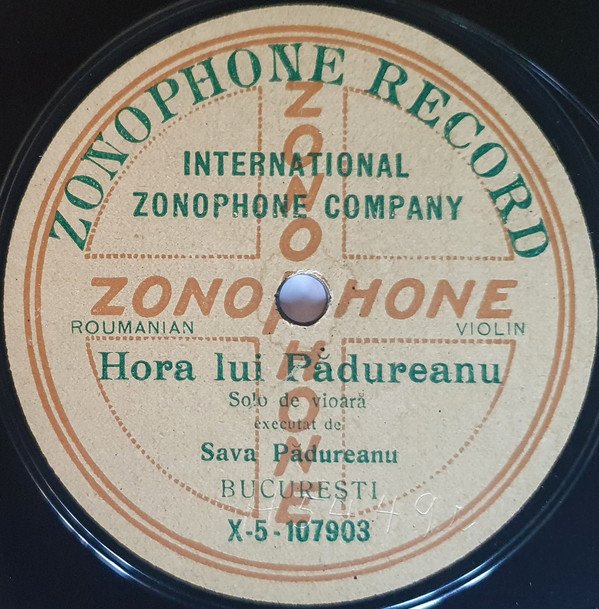 ZONOPHONE RECORD
INTERNATIONAL
ZONOPHONE COMPANY
ZONOPHONE
ZONOPHONE
ROUMANIAN
VIOLIN
Hora lui Pădureanu
Solo de vioară
executat de
Sava Pădureanu
BUCUREȘTI
X-5-107903